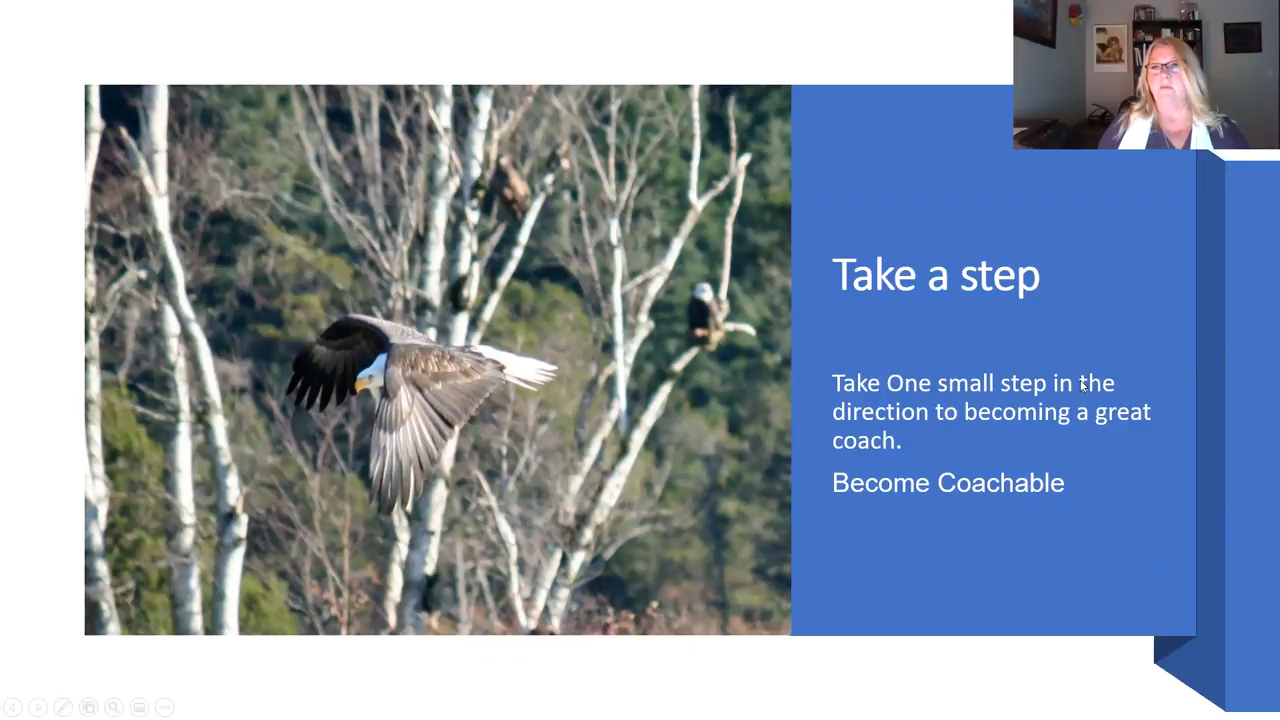 Take a step
Take One small step in the
direction to becoming a great
coach.
Become Coachable